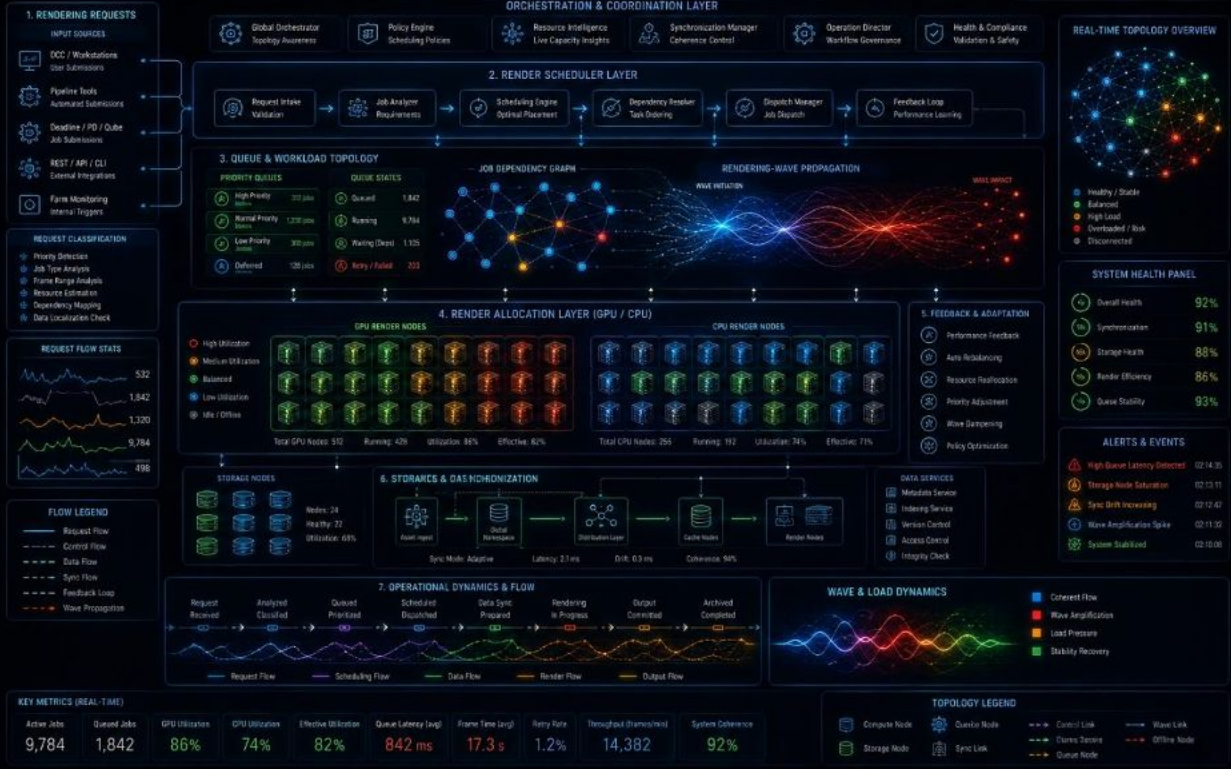 ORCHESTRATION & COORDINATION LAYER
Global Orchestrator
Topology Awareness
Policy Engine
Scheduling Policies
Resource Intelligence
Live Capacity Insights
Synchronization Manager
Coherence Control
Operation Director
Workflow Governance
Health & Compliance
Validation & Safety
1. RENDERING REQUESTS
INPUT SOURCES
DCC / Workstations
User Submissions
Pipeline Tools
Automated Submissions
Deadline / PD / Qube
Job Submissions
REST / API / CLI
External Integrations
Farm Monitoring
Internal Triggers
REQUEST CLASSIFICATION
Priority Detection
Job Type Analysis
Frame Range Analysis
Resource Estimation
Dependency Mapping
Data Localization Check
REQUEST FLOW STATS
532
1,842
1,320
9,784
498
FLOW LEGEND
Request Flow
Control Flow
Data Flow
Sync Flow
Feedback Loop
Wave Propagation
2. RENDER SCHEDULER LAYER
Request Intake
Validation
Job Analyzer
Requirements
Scheduling Engine
Optimal Placement
Dependency Resolver
Task Ordering
Dispatch Manager
Job Dispatch
Feedback Loop
Performance Learning
3. QUEUE & WORKLOAD TOPOLOGY
PRIORITY QUEUES
High Priority
312 jobs
Normal Priority
Low Priority
Deferred
128 jobs
QUEUE STATES
Queued 1,842
Running 9,784
Waiting (Deps) 1,105
Retry / Failed
JOB DEPENDENCY GRAPH
RENDERING-WAVE PROPAGATION
WAVE INITIATION
WAVE IMPACT
4. RENDER ALLOCATION LAYER (GPU / CPU)
GPU RENDER NODES
CPU RENDER NODES
High Utilization
Medium Utilization
Balanced
Low Utilization
Idle / Offline
Total GPU Nodes: 512 Running: 428 Utilization: 86% Effective: 82%
Total CPU Nodes: 256 Running: 192 Utilization: 74% Effective: 71%
5. FEEDBACK & ADAPTATION
Performance Feedback
Auto Rebalancing
Resource Reallocation
Priority Adjustment
Wave Dampening
Policy Optimization
STORAGE NODES
Nodes: 24
Healthy: 22
Utilization: 68%
6. STORAGE &
Asset Ingest
Global
Namespace
Distribution Layer
Cache Nodes
Render Nodes
Sync Mode: Adaptive Latency: 2.1 ms Drift: 0.3 ms Coherence: 94%
DATA SERVICES
Metadata Service
Indexing Service
Version Control
Access Control
Integrity Check
7. OPERATIONAL DYNAMICS & FLOW
Request
Received
Analyzed
Classified
Queued
Prioritized
Scheduled
Dispatched
Data Sync
Prepared
Rendering
In Progress
Output
Committed
Archived
Completed
Request Flow
Scheduling Flow
Data Flow
Render Flow
Output Flow
WAVE & LOAD DYNAMICS
Coherent Flow
Wave Amplification
Load Pressure
Stability Recovery
REAL-TIME TOPOLOGY OVERVIEW
Healthy / Stable
Balanced
High Load
Overloaded / Risk
Disconnected
SYSTEM HEALTH PANEL
Overall Health 92%
Synchronization 91%
Storage Health 88%
Render Efficiency 86%
Queue Stability 93%
ALERTS & EVENTS
High Queue Latency Detected 02:14:35
Storage Node Saturation 02:13:11
Sync Drift Increasing 02:12:47
Wave Amplification Spike 02:11:32
System Stabilized
KEY METRICS (REAL-TIME)
Active Jobs
9,784
Queued Jobs
1,842
GPU Utilization
86%
CPU Utilization
74%
Effective Utilization
82%
Queue Latency (avg)
842 ms
Frame Time (avg)
17.3 s
Retry Rate
1.2%
Throughput (frames/min)
14,382
System Coherence
92%
TOPOLOGY LEGEND
Compute Node
Storage Node
Sync Link
Control Link
Queue Node
Wave Link
Offline Node